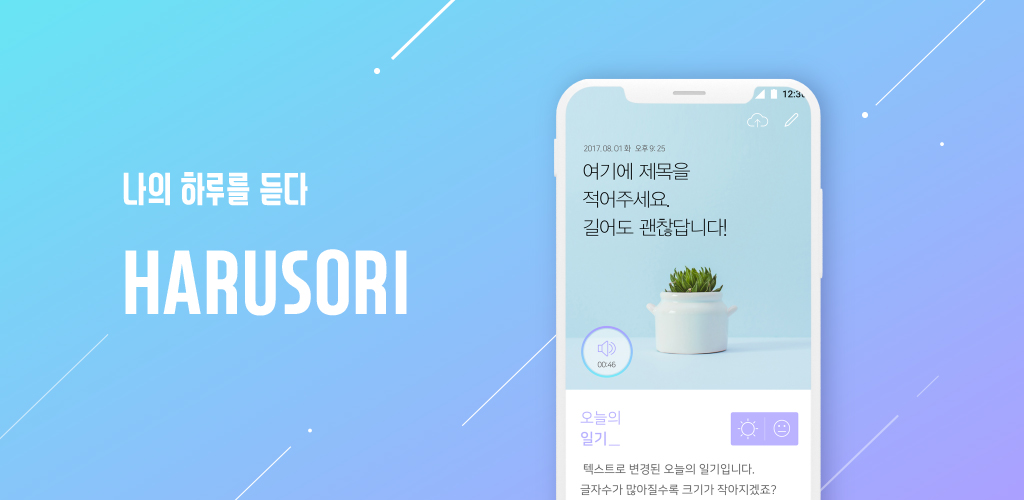 나의 하루를 듣다
HARUSORI
12:30
2017.08.01 화 오후 9: 25
여기에 제목을
적어주세요.
길어도 괜찮답니다!
00:46
오늘의
일기_
텍스트로 변경된 오늘의 일기입니다.
글자수가 많아질수록 크기가 작아지겠죠?